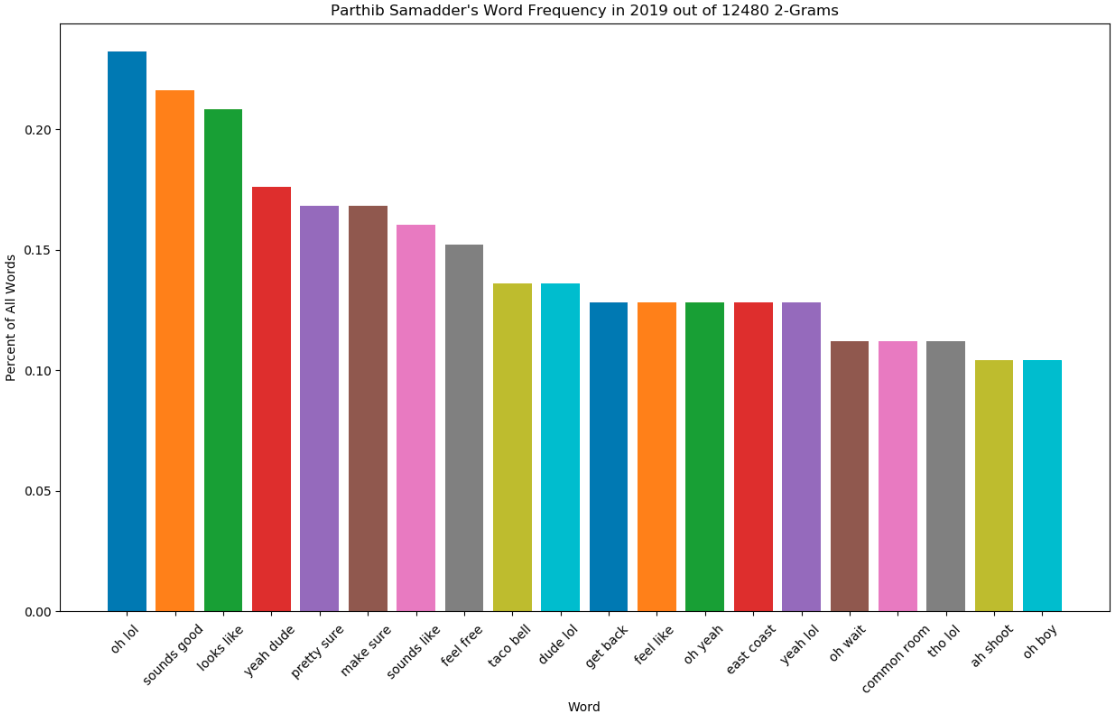 Parthib Samadder's Word Frequency in 2019 out of 12480 2-Grams
Percent of All Words
0.20
0.15
0.10
0.05
0.00
oh lol
sounds good
looks like
yeah dude
pretty sure
make sure
sounds like
feel free
taco bell
dude lol
get back
feel like
oh yeah
east coast
yeah lol
oh wait
common room
tho lol
ah shoot
oh boy
Word